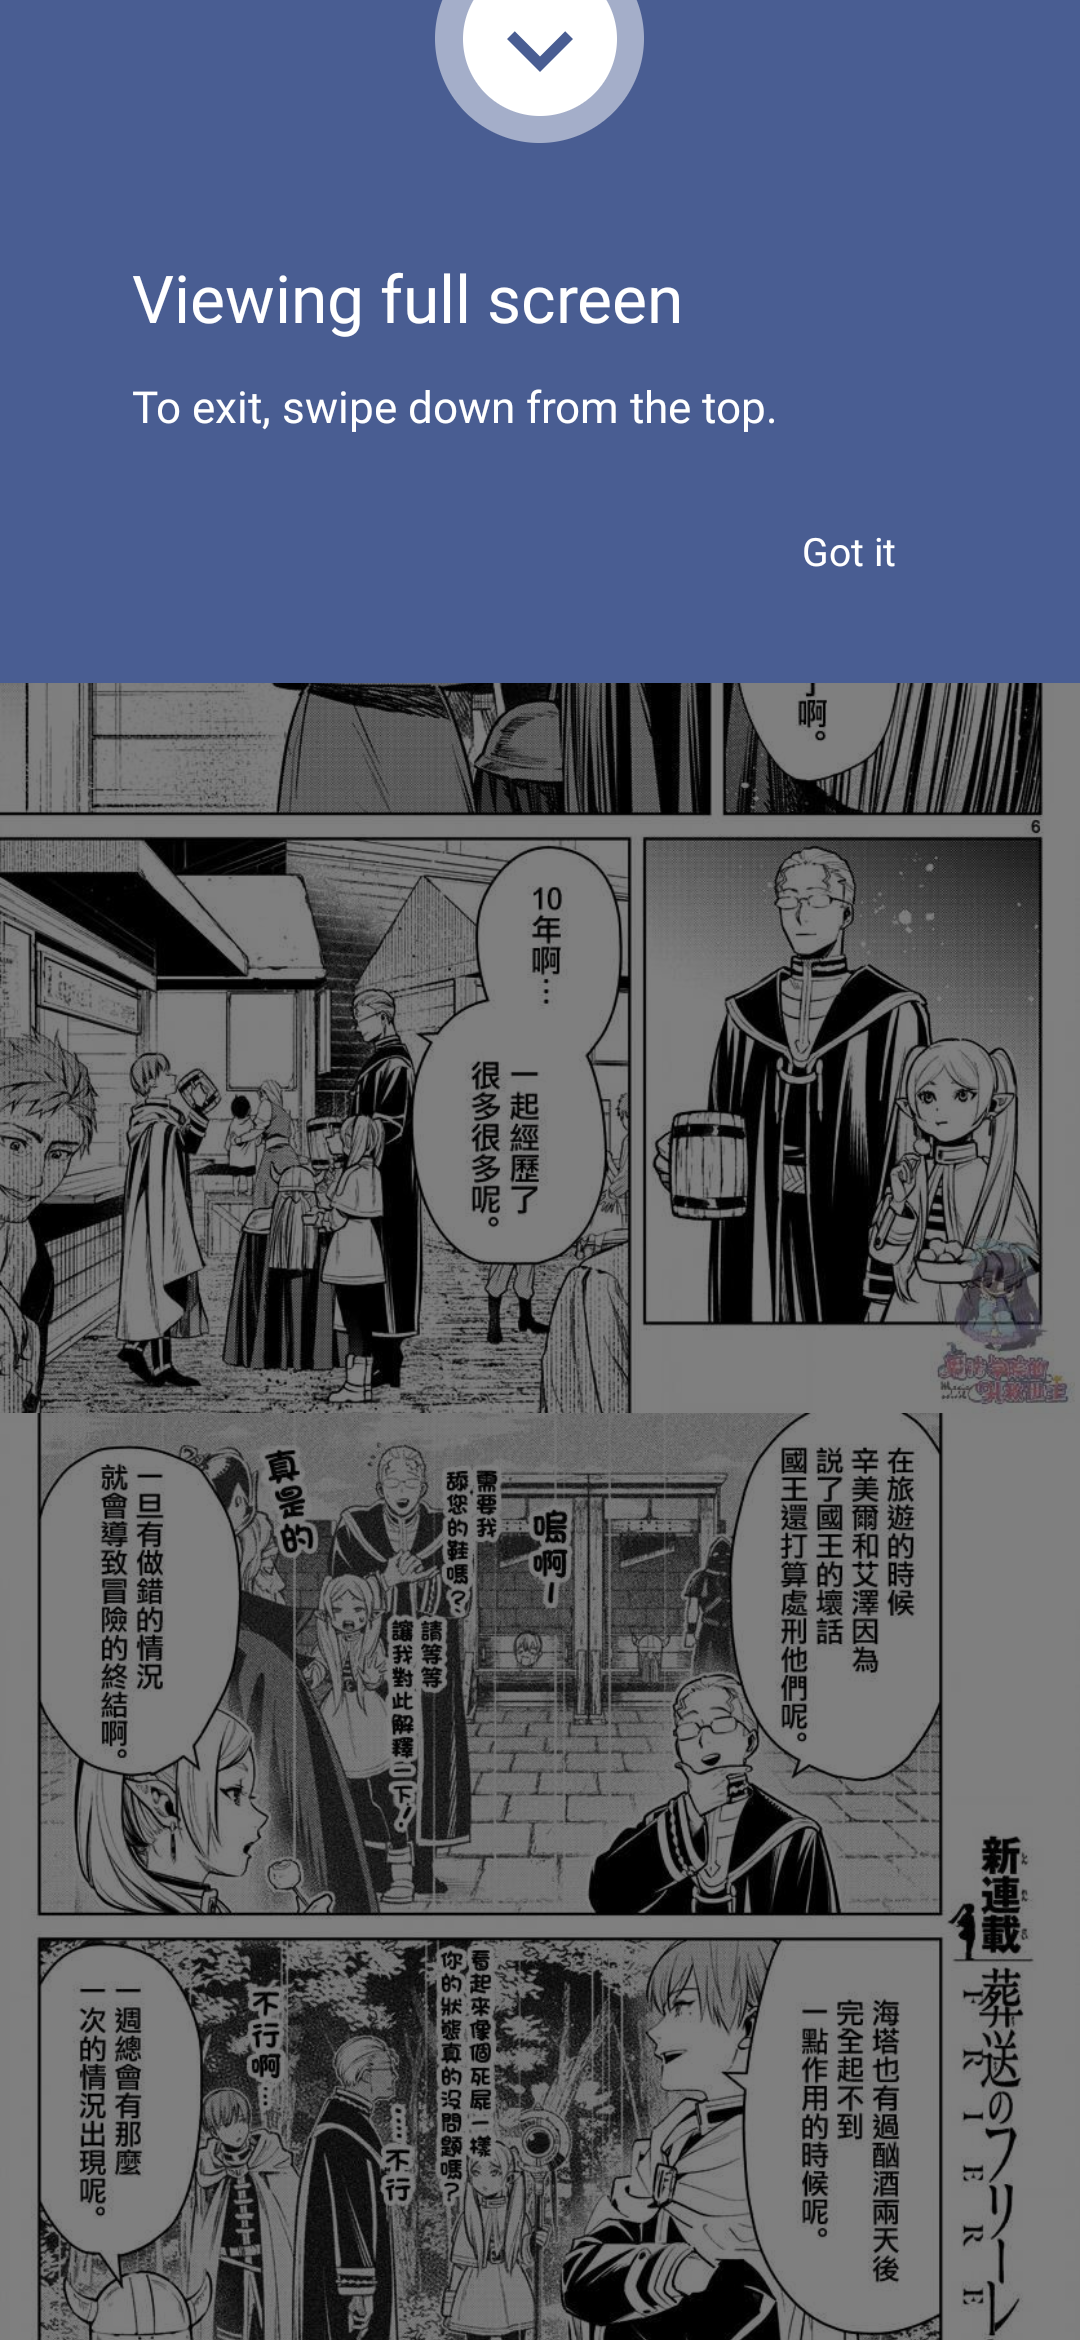 Viewing full screen
To exit, swipe down from the top.
Got it
啊。
6
10年啊…
一起經歷了
很多很多呢。
在旅遊的時候
辛美爾和艾澤因為
説了國王的壞話
國王還打算處刑他們呢。
嗚啊ー
需要我
舔您的鞋嗎？
請等等
讓我對此解釋一下！
真是的
一旦有做錯的情況
就會導致冒險的終結啊。
新連載
葬送のフリーレ
FRIERE
海塔也有過酗酒兩天後
完全起不到
一點作用的時候呢。
看起來像個死屍一樣
你的狀態真的沒問題嗎？
……不行
不行啊…
一週總會有那麼
一次的情況出現呢。